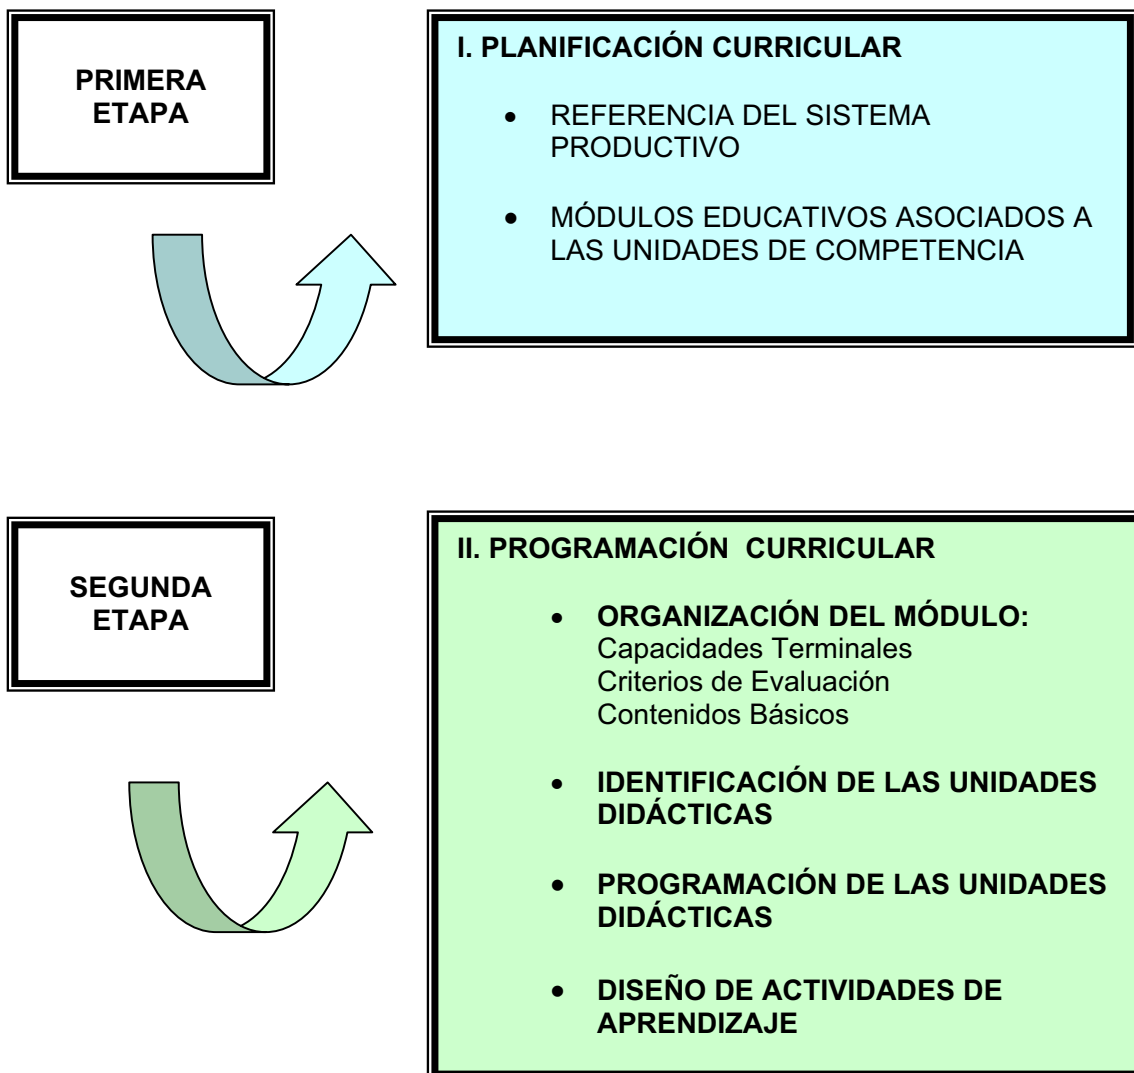 PRIMERA
ETAPA
I. PLANIFICACIÓN CURRICULAR
• REFERENCIA DEL SISTEMA
PRODUCTIVO
• MÓDULOS EDUCATIVOS ASOCIADOS A
LAS UNIDADES DE COMPETENCIA
SEGUNDA
ETAPA
II. PROGRAMACIÓN CURRICULAR
• ORGANIZACIÓN DEL MÓDULO:
Capacidades Terminales
Criterios de Evaluación
Contenidos Básicos
• IDENTIFICACIÓN DE LAS UNIDADES
DIDÁCTICAS
• PROGRAMACIÓN DE LAS UNIDADES
DIDÁCTICAS
• DISEÑO DE ACTIVIDADES DE
APRENDIZAJE